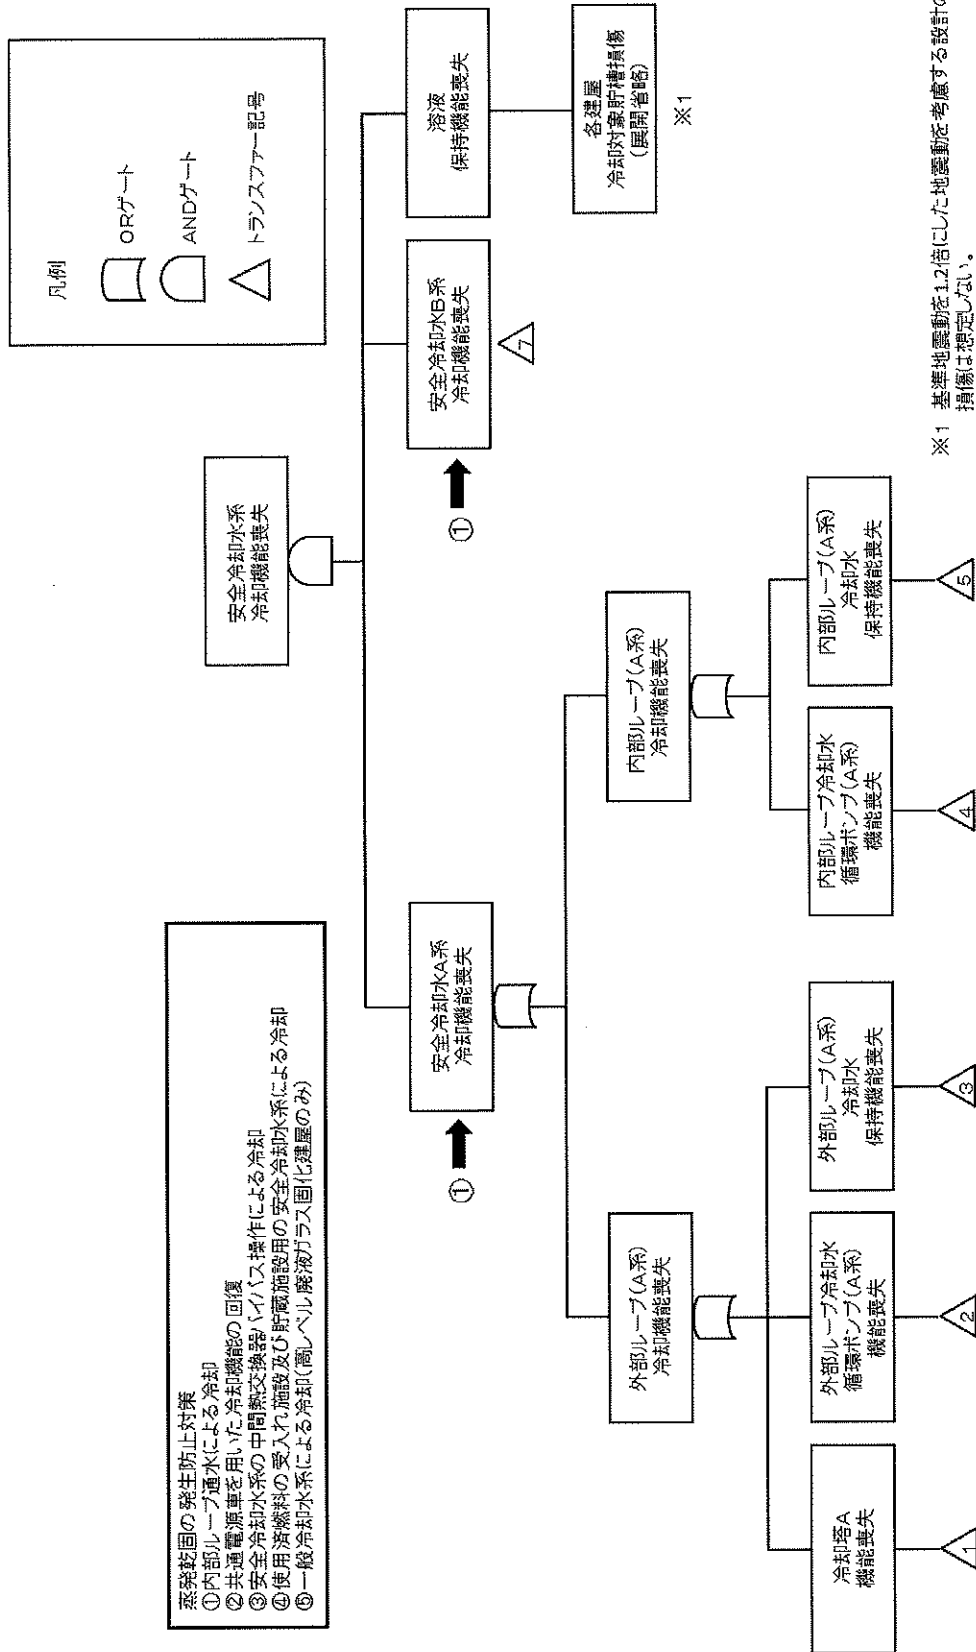 蒸発乾固の発生防止対策
①内部ループ通水による冷却
②共通電源車を用いた冷却機能の回復
③安全冷却水系の中間熱交換器バイパス操作による冷却
④使用済燃料の受入れ施設及び貯蔵施設用の安全冷却水系による冷却
⑤一般冷却水系による冷却(高レベル廃液ガラス固化建屋のみ)
凡例
ORゲート
ANDゲート
トランスファー記号
安全冷却水系
冷却機能喪失
①
安全冷却水A系
冷却機能喪失
①
安全冷却水B系
冷却機能喪失
7
溶液
保持機能喪失
各建屋
冷却対象貯槽損傷
(展開省略)
※1
外部ループ(A系)
冷却機能喪失
内部ループ(A系)
冷却機能喪失
冷却塔A
機能喪失
1
外部ループ冷却水
循環ポンプ(A系)
機能喪失
2
外部ループ(A系)
冷却水
保持機能喪失
3
内部ループ冷却水
循環ポンプ(A系)
機能喪失
4
内部ループ(A系)
冷却水
保持機能喪失
5
※1 基準地震動を1.2倍にした地震動を考慮する設計の
損傷は想定しない。